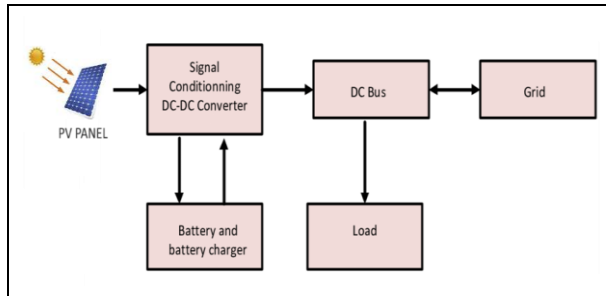 Signal
Conditionning
DC-DC Converter
DC Bus
Grid
PV PANEL
Battery and
battery charger
Load